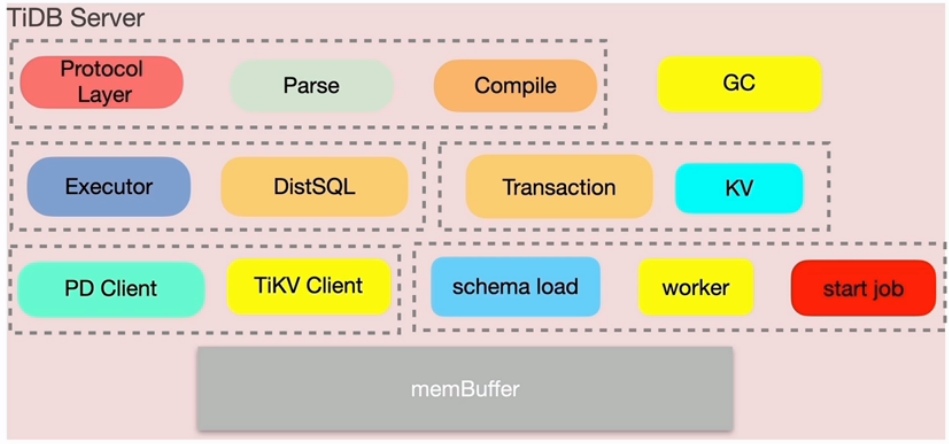 TiDB Server
Protocol
Layer
Parse
Compile
GC
Executor
DistSQL
Transaction
KV
PD Client
TiKV Client
schema load
worker
start job
memBuffer